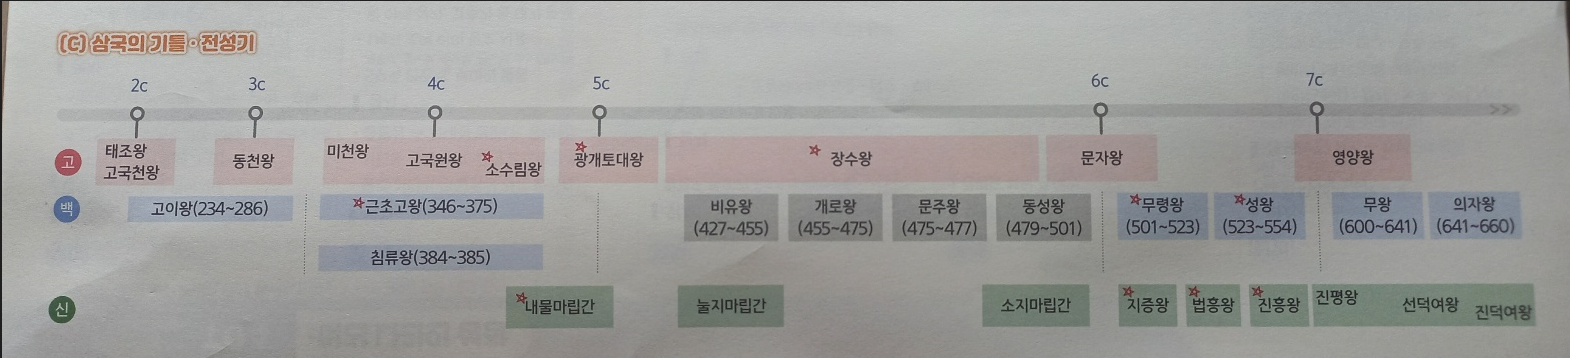 (C) 삼국의 기틀·전성기
2c 3c 4c 5c 6c 7c
고
태조왕
고국천왕
동천왕
미천왕
고국원왕
☆
소수림왕
☆
광개토대왕
☆ 장수왕
문자왕
영양왕
백
고이왕(234~286)
☆근초고왕(346~375)
침류왕(384~385)
비유왕
(427~455)
개로왕
(455~475)
문주왕
(475~477)
동성왕
(479~501)
☆무령왕
(501~523)
☆성왕
(523~554)
무왕
(600~641)
의자왕
(641~660)
신
☆내물마립간
눌지마립간
소지마립간
☆지증왕
☆법흥왕
☆진흥왕
진평왕
선덕여왕
진덕여왕